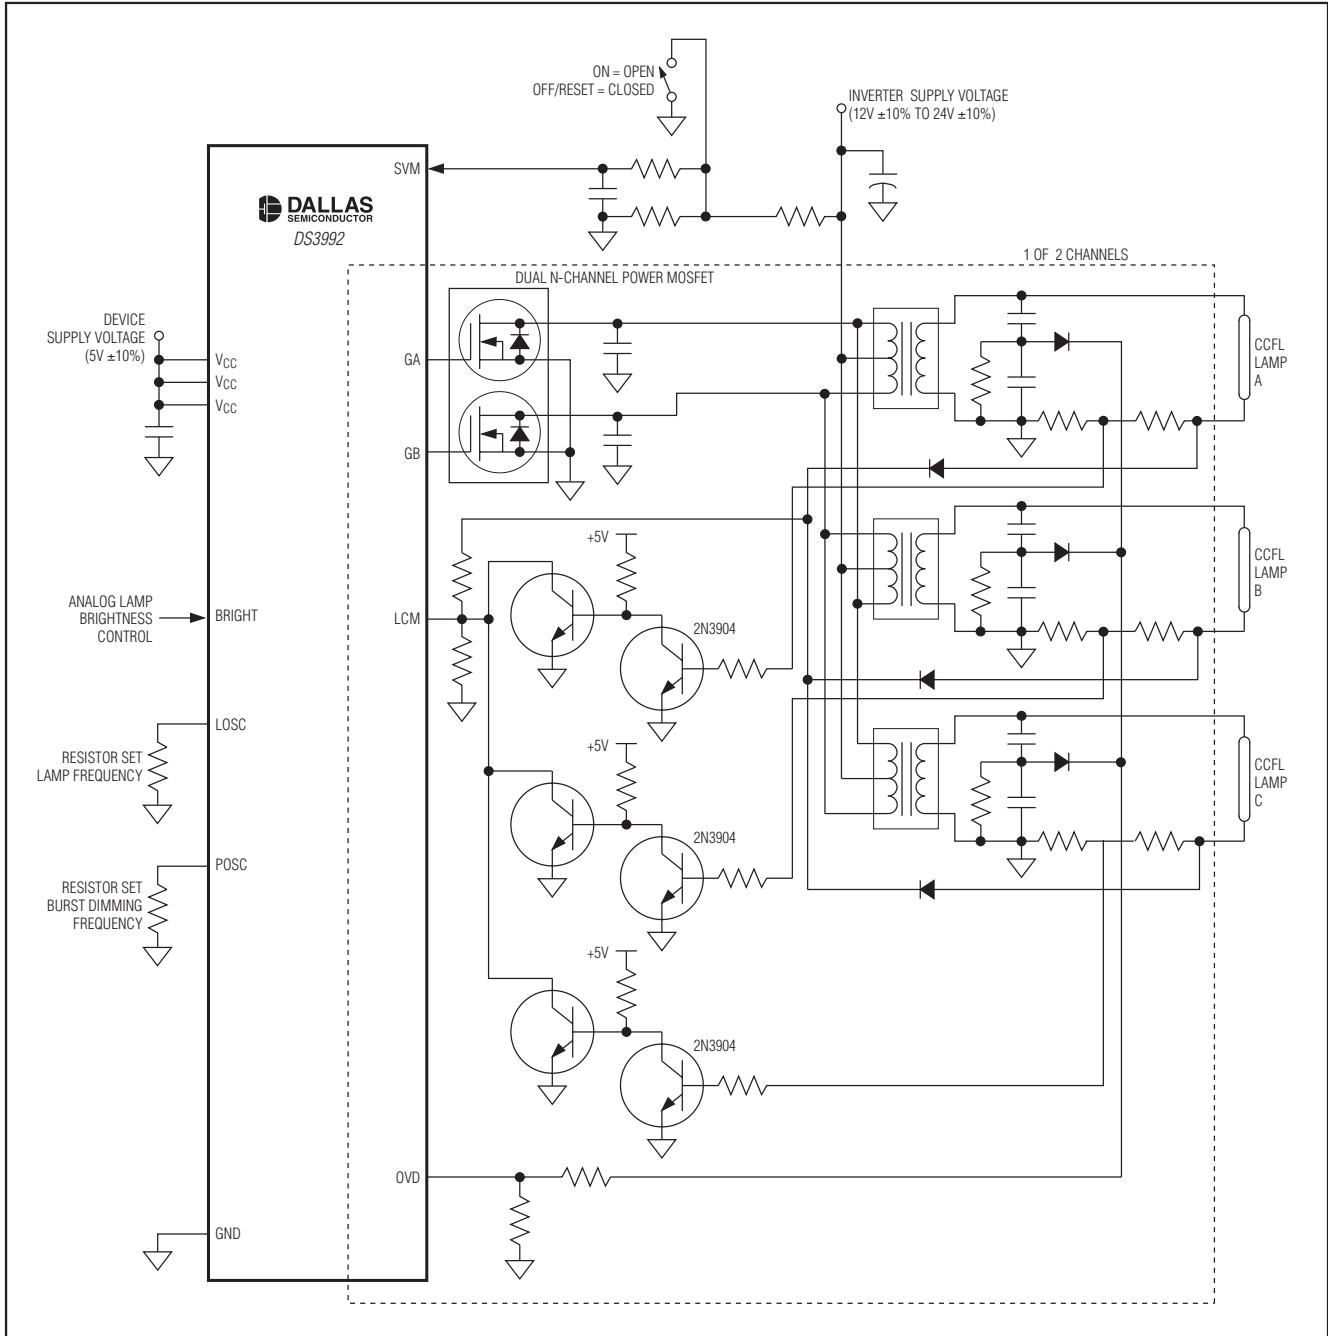 ON = OPEN
OFF/RESET = CLOSED
INVERTER SUPPLY VOLTAGE
(12V ±10% TO 24V ±10%)
SVM
DALLAS
SEMICONDUCTOR
DS3992
1 OF 2 CHANNELS
DUAL N-CHANNEL POWER MOSFET
DEVICE
SUPPLY VOLTAGE
(5V ±10%)
VCC
VCC
VCC
GA
GB
CCFL
LAMP
A
+5V
CCFL
LAMP
B
ANALOG LAMP
BRIGHTNESS
CONTROL
BRIGHT
LCM
2N3904
LOSC
RESISTOR SET
LAMP FREQUENCY
+5V
CCFL
LAMP
C
2N3904
POSC
RESISTOR SET
BURST DIMMING
FREQUENCY
+5V
2N3904
OVD
GND